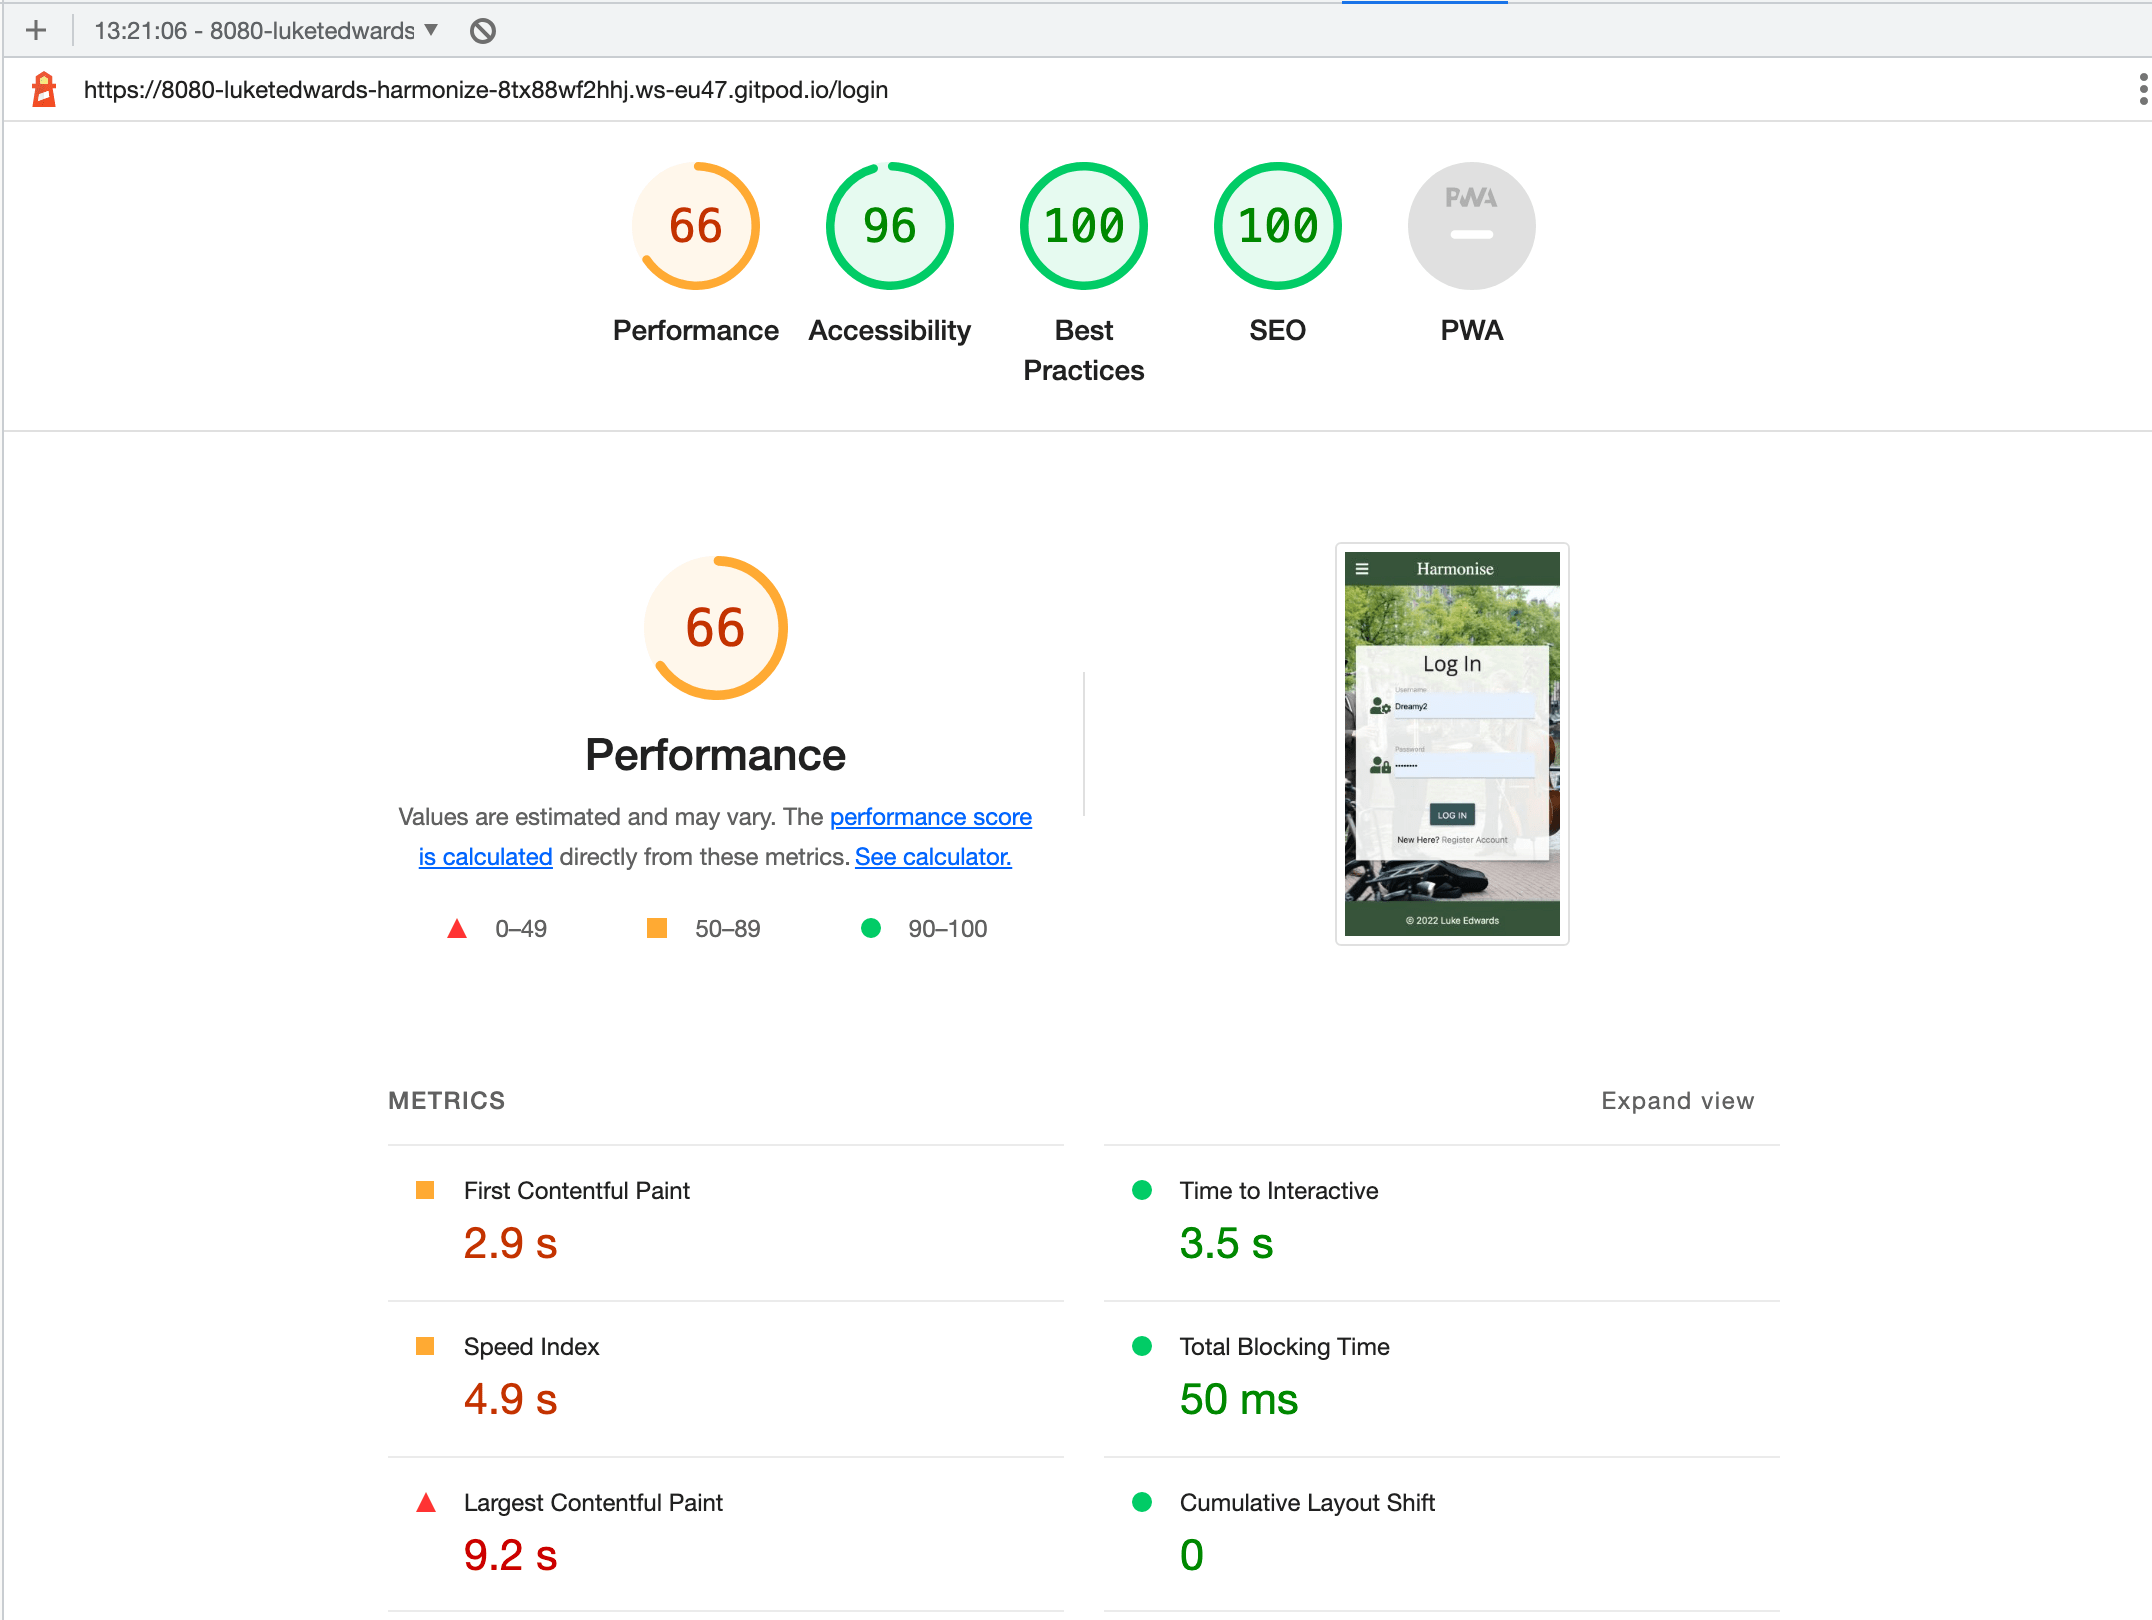 13:21:06 - 8080-luketedwards
https://8080-luketedwards-harmonize-8tx88wf2hhj.ws-eu47.gitpod.io/login
66
96
100
100
PWA
Performance
Accessibility
Best
Practices
SEO
PWA
66
Performance
Values are estimated and may vary. The performance score
is calculated directly from these metrics. See calculator.
0–49
50–89
90–100
Harmonise
Log In
Username
Dreamy2
Password
LOG IN
New Here? Register Account
© 2022 Luke Edwards
METRICS
Expand view
First Contentful Paint
2.9 s
Time to Interactive
3.5 s
Speed Index
4.9 s
Total Blocking Time
50 ms
Largest Contentful Paint
9.2 s
Cumulative Layout Shift
0